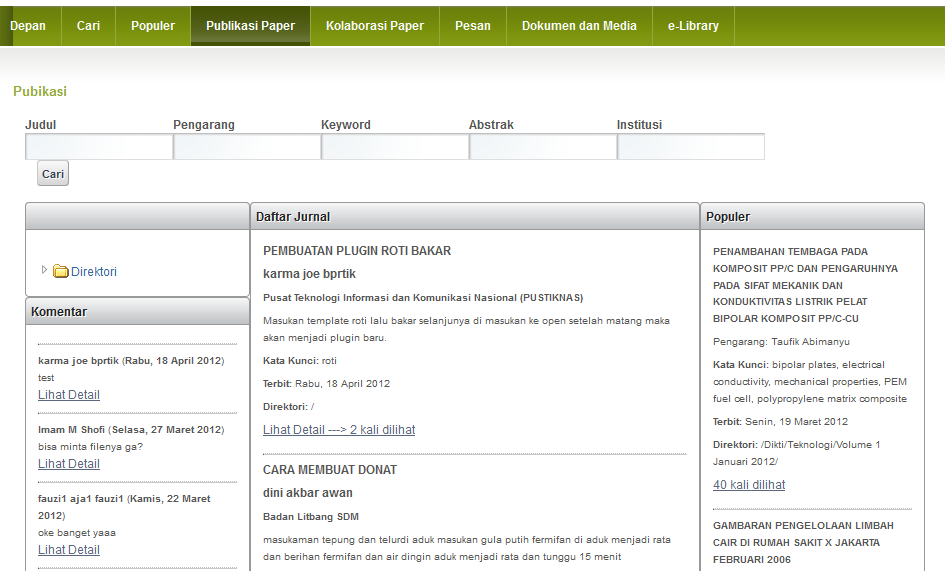 Depan Cari Populer Publikasi Paper Kolaborasi Paper Pesan Dokumen dan Media e-Library
Pubikasi
Judul Pengarang Keyword Abstrak Institusi
Cari
Direktori
Komentar
karma joe bprtik (Rabu, 18 April 2012)
test
Lihat Detail
Imam M Shofi (Selasa, 27 Maret 2012)
bisa minta filenya ga?
Lihat Detail
fauzi1 aja1 fauzi1 (Kamis, 22 Maret
2012)
oke banget yaaa
Lihat Detail
Daftar Jurnal
PEMBUATAN PLUGIN ROTI BAKAR
karma joe bprtik
Pusat Teknologi Informasi dan Komunikasi Nasional (PUSTIKNAS)
Masukan template roti lalu bakar selanjunya di masukan ke open setelah matang maka
akan menjadi plugin baru.
Kata Kunci: roti
Terbit: Rabu, 18 April 2012
Direktori: /
Lihat Detail ---> 2 kali dilihat
CARA MEMBUAT DONAT
dini akbar awan
Badan Litbang SDM
masukaman tepung dan telurdi aduk masukan gula putih fermifan di aduk menjadi rata
dan berihan fermifan dan air dingin aduk menjadi rata dan tunggu 15 menit
Populer
PENAMBAHAN TEMBAGA PADA
KOMPOSIT PP/C DAN PENGARUHNYA
PADA SIFAT MEKANIK DAN
KONDUKTIVITAS LISTRIK PELAT
BIPOLAR KOMPOSIT PP/C-CU
Pengarang: Taufik Abimanyu
Kata Kunci: bipolar plates, electrical
conductivity, mechanical properties, PEM
fuel cell, polypropylene matrix composite
Terbit: Senin, 19 Maret 2012
Direktori: /Dikti/Teknologi/Volume 1
Januari 2012/
40 kali dilihat
GAMBARAN PENGELOLAAN LIMBAH
CAIR DI RUMAH SAKIT X JAKARTA
FEBRUARI 2006